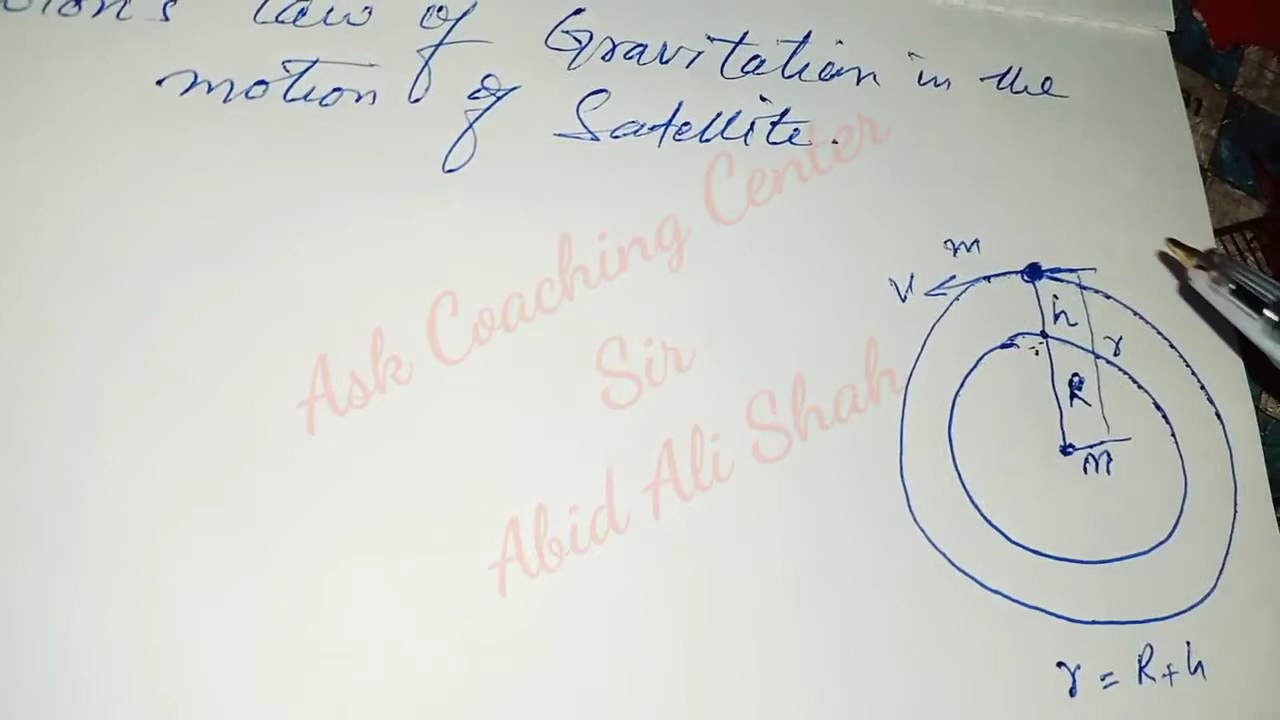 Law of Gravitation in the
motion of Satellite.
Ask Coaching Center
Sir
Abid Ali Shah
m
V
h
r
R
M
r = R+h